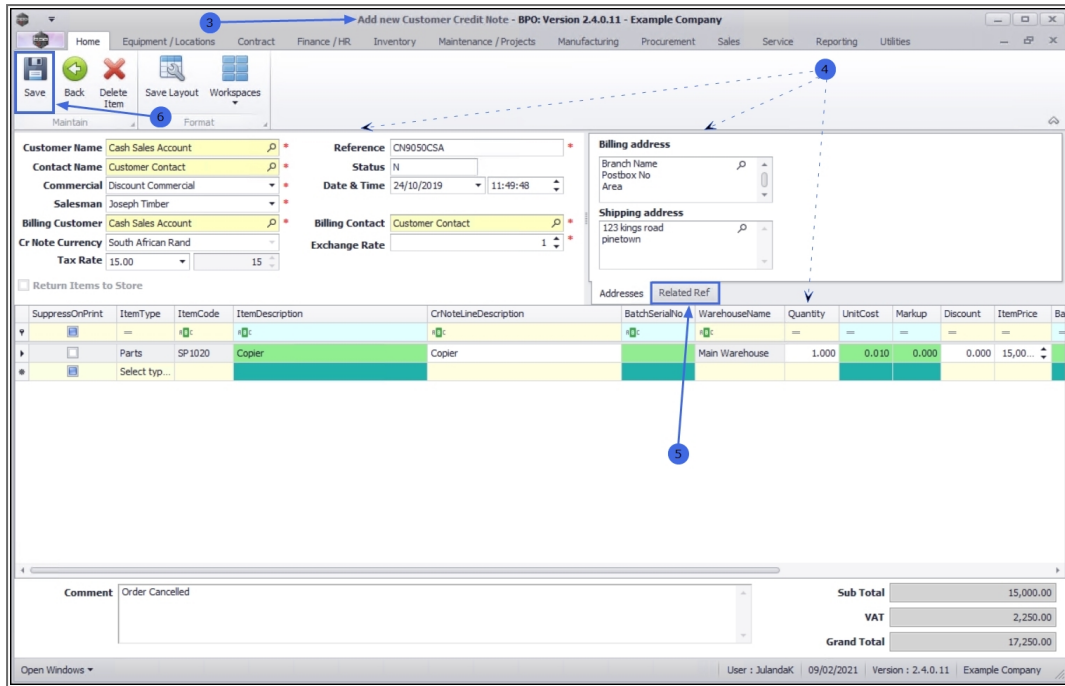 3
Add new Customer Credit Note - BPO: Version 2.4.0.11 - Example Company
Home Equipment / Locations Contract Finance / HR Inventory Maintenance / Projects Manufacturing Procurement Sales Service Reporting Utilities
4
Save Back Delete Item Save Layout Workspaces
6
Maintain Format
Customer Name Cash Sales Account * Reference CN9050CSA * Billing address
Contact Name Customer Contact * Status N Branch Name
Postbox No
Commercial Discount Commercial * Date & Time 24/10/2019 11:49:48 Area
Salesman Joseph Timber * Shipping address
Billing Customer Cash Sales Account * Billing Contact Customer Contact * 123 kings road
Cr Note Currency South African Rand Exchange Rate 1 * pinetown
Tax Rate 15.00 15
Return Items to Store
Addresses Related Ref
SuppressOnPrint ItemType ItemCode ItemDescription CrNoteLineDescription BatchSerialNo WarehouseName Quantity UnitCost Markup Discount ItemPrice Ba
Parts SP1020 Copier Copier Main Warehouse 1.000 0.010 0.000 0.000 15,00...
Select typ...
5
Comment Order Cancelled Sub Total 15,000.00
VAT 2,250.00
Grand Total 17,250.00
Open Windows User : JulandaK 09/02/2021 Version : 2.4.0.11 Example Company